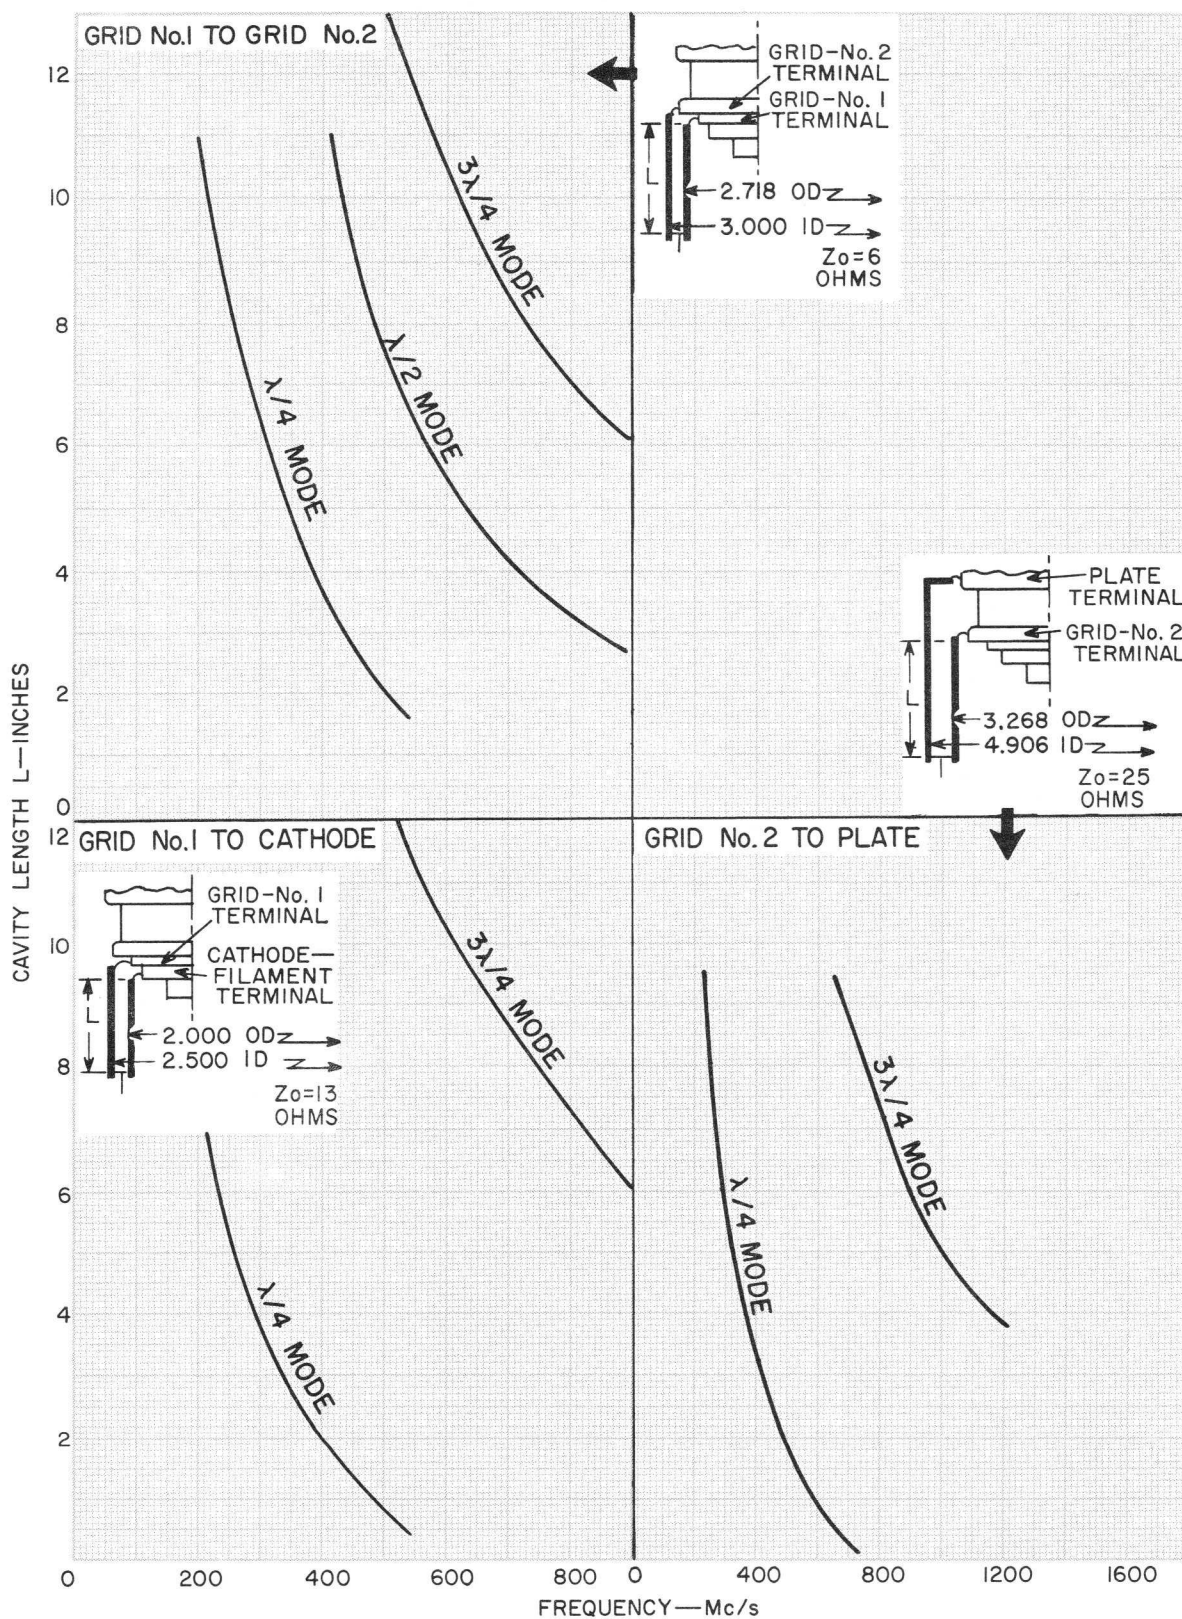 GRID No.1 TO GRID No.2
12
10
8
6
4
2
0
3λ/4 MODE
λ/2 MODE
λ/4 MODE
GRID-No. 2
TERMINAL
GRID-No. 1
TERMINAL
L
2.718 OD
3.000 ID
Zo=6
OHMS
PLATE
TERMINAL
GRID-No. 2
TERMINAL
L
3.268 OD
4.906 ID
Zo=25
OHMS
CAVITY LENGTH L—INCHES
GRID No.1 TO CATHODE
12
10
8
6
4
2
GRID-No. 1
TERMINAL
CATHODE—
FILAMENT
TERMINAL
L
2.000 OD
2.500 ID
Zo=13
OHMS
3λ/4 MODE
λ/4 MODE
GRID No.2 TO PLATE
3λ/4 MODE
λ/4 MODE
0 200 400 600 800 0 400 800 1200 1600
FREQUENCY—Mc/s